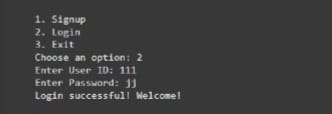 1. Signup
2. Login
3. Exit
Choose an option: 2
Enter User ID: 111
Enter Password: jj
Login successful! Welcome!